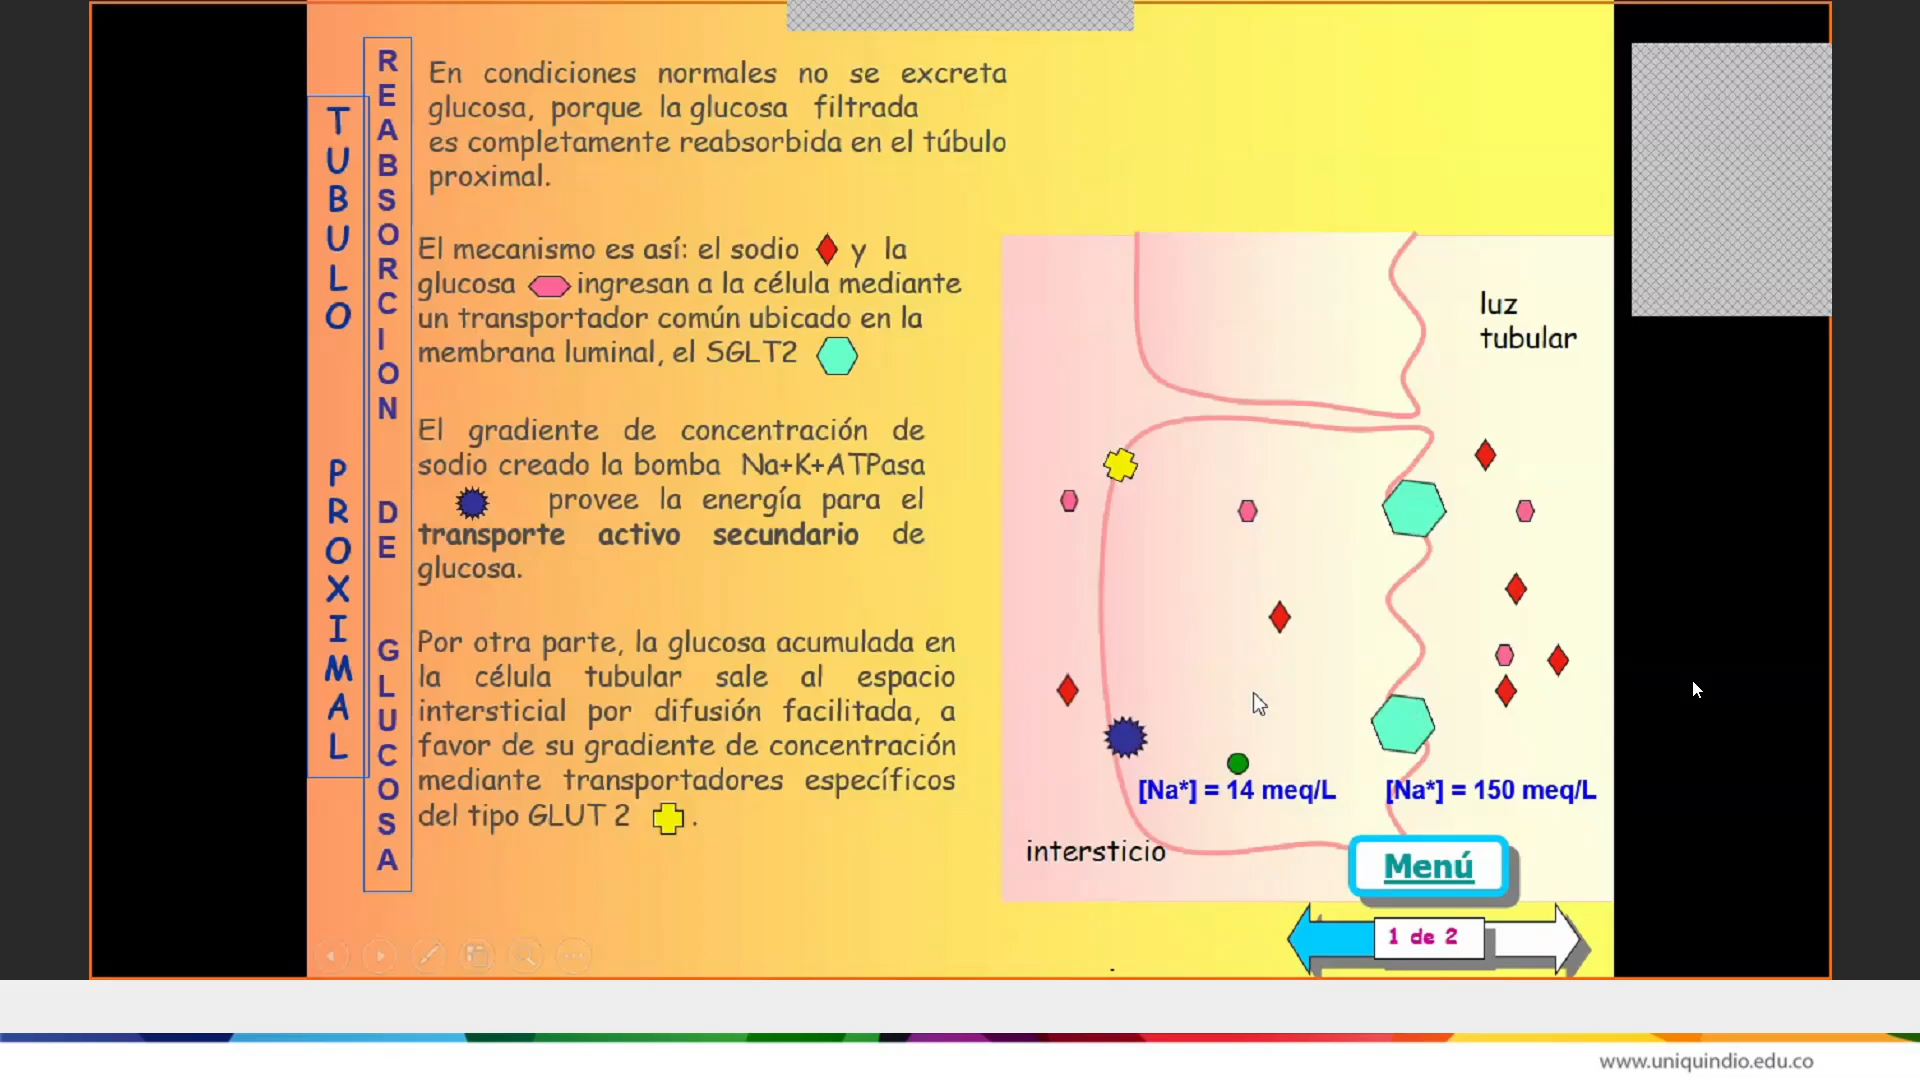 TUBULO PROXIMAL
REABSORCION DE GLUCOSA
En condiciones normales no se excreta
glucosa, porque la glucosa filtrada
es completamente reabsorbida en el túbulo
proximal.
El mecanismo es así: el sodio y la
glucosa ingresan a la célula mediante
un transportador común ubicado en la
membrana luminal, el SGLT2
El gradiente de concentración de
sodio creado la bomba Na+K+ATPasa
provee la energía para el
transporte activo secundario de
glucosa.
Por otra parte, la glucosa acumulada en
la célula tubular sale al espacio
intersticial por difusión facilitada, a
favor de su gradiente de concentración
mediante transportadores específicos
del tipo GLUT 2 .
luz
tubular
[Na*] = 14 meq/L
[Na*] = 150 meq/L
intersticio
Menú
1 de 2
www.uniquindio.edu.co